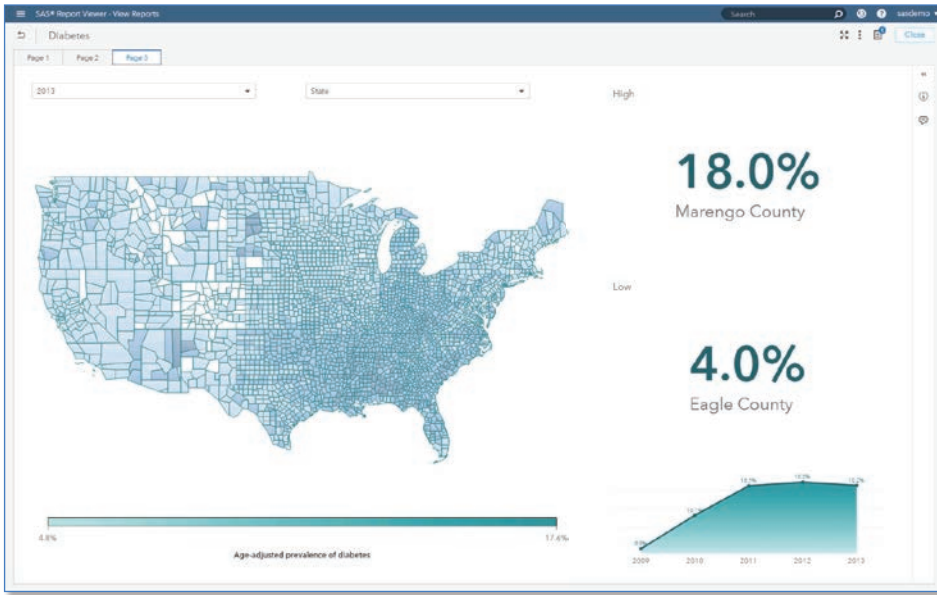 SAS® Report Viewer - View Reports
Search
sasdemo
Diabetes
Close
Page 1
Page 2
Page 3
2013
State
High
18.0%
Marengo County
Low
4.0%
Eagle County
4.8%
17.6%
Age-adjusted prevalence of diabetes
2009 2010 2011 2012 2013